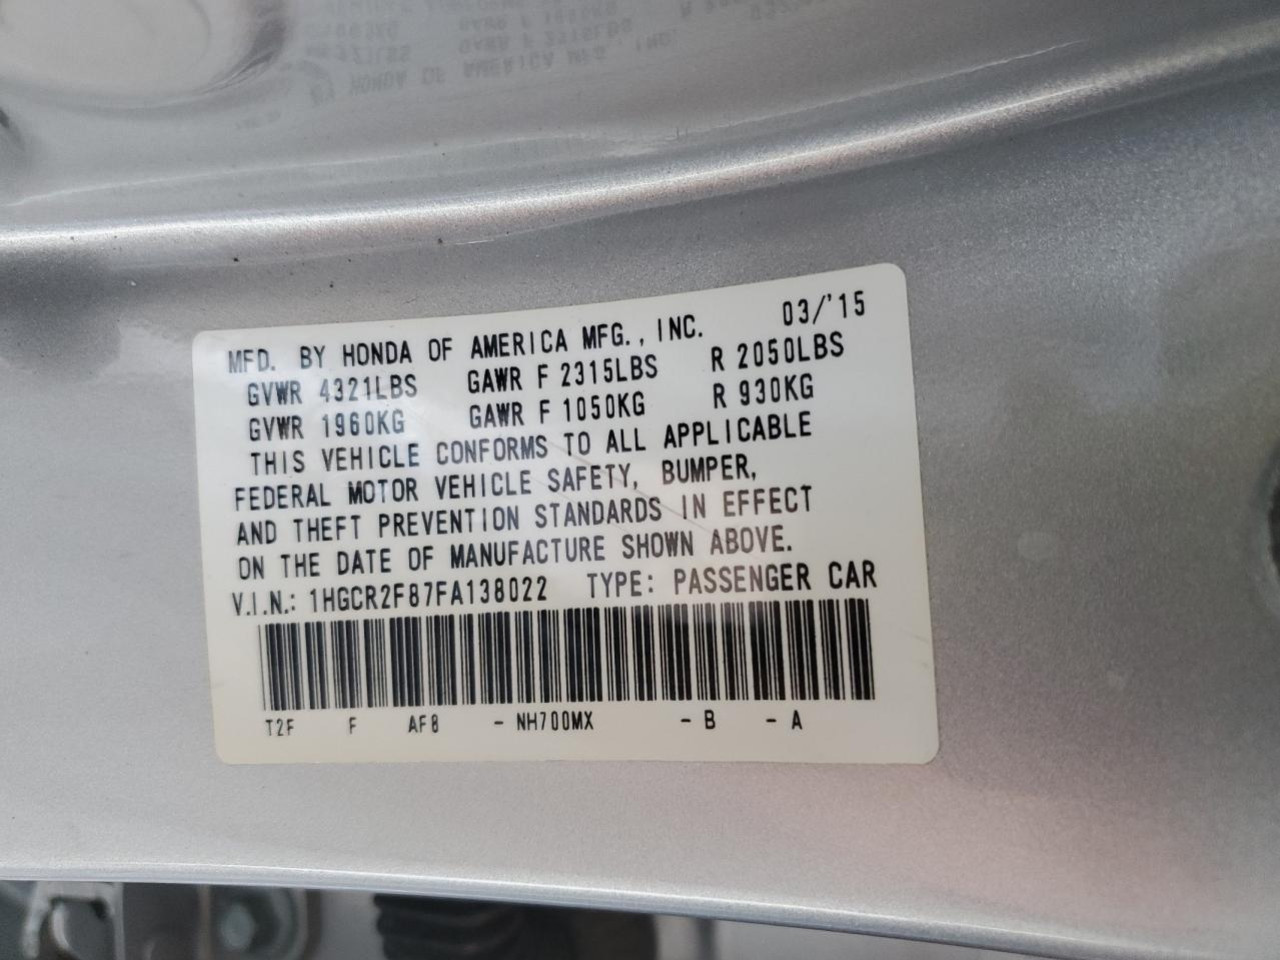 MFD. BY HONDA OF AMERICA MFG., INC. 03/'15
GVWR 4321LBS GAWR F 2315LBS R 2050LBS
GVWR 1960KG GAWR F 1050KG R 930KG
THIS VEHICLE CONFORMS TO ALL APPLICABLE
FEDERAL MOTOR VEHICLE SAFETY, BUMPER,
AND THEFT PREVENTION STANDARDS IN EFFECT
ON THE DATE OF MANUFACTURE SHOWN ABOVE.
V.I.N.: 1HGCR2F87FA138022 TYPE: PASSENGER CAR
T2F F AF8 - NH700MX - B - A